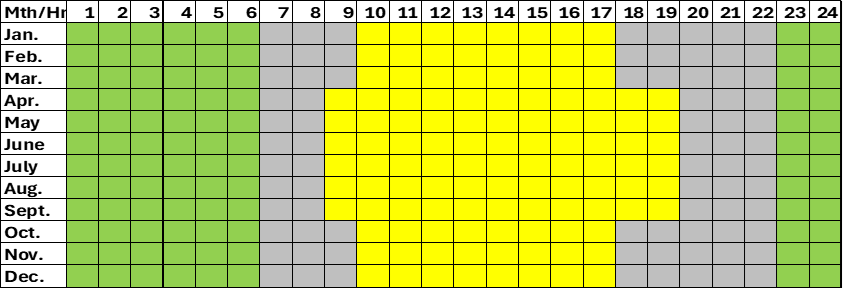 Mth/Hr 1 2 3 4 5 6 7 8 9 10 11 12 13 14 15 16 17 18 19 20 21 22 23 24
Jan.
Feb.
Mar.
Apr.
May
June
July
Aug.
Sept.
Oct.
Nov.
Dec.